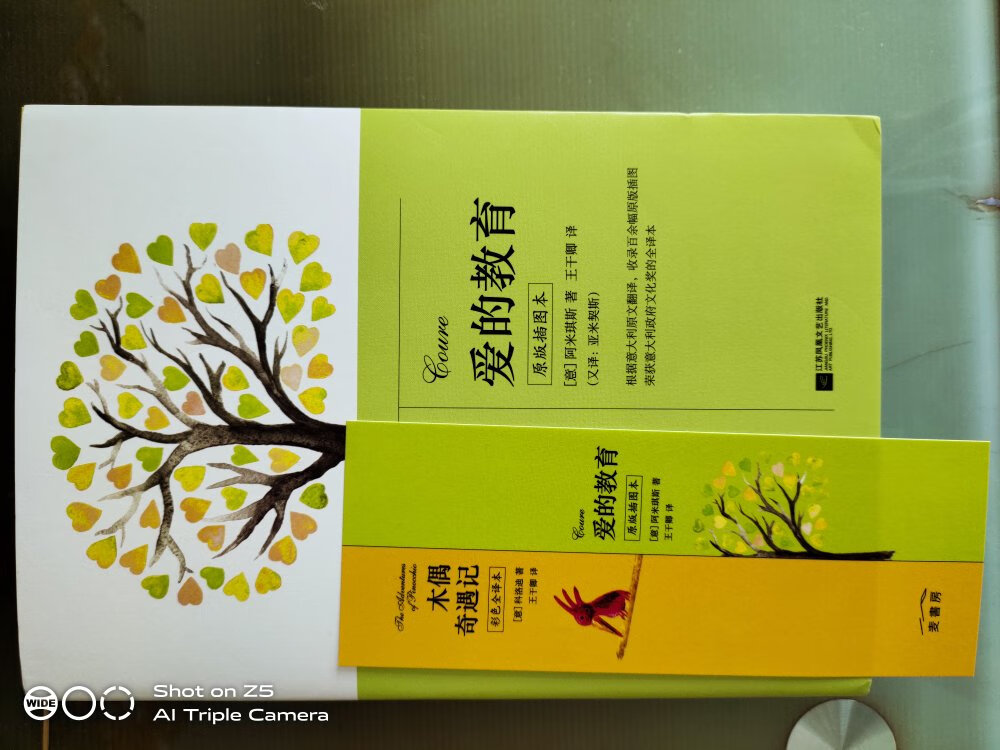 Coure
爱的教育
原版插图本
[意]阿米琪斯 著 王干卿 译
（又译：亚米契斯）
根据意大利原文翻译，收录百余幅原版插图
荣获意大利政府文化奖的全译本
江苏凤凰文艺出版社
Coure
爱的教育
原版插图本
[意]阿米琪斯 著
王干卿 译
The Adventures
of Pinocchio
木偶
奇遇记
彩色全译本
[意]科洛迪 著
王干卿 译
麦書房
WIDE
Shot on Z5
AI Triple Camera